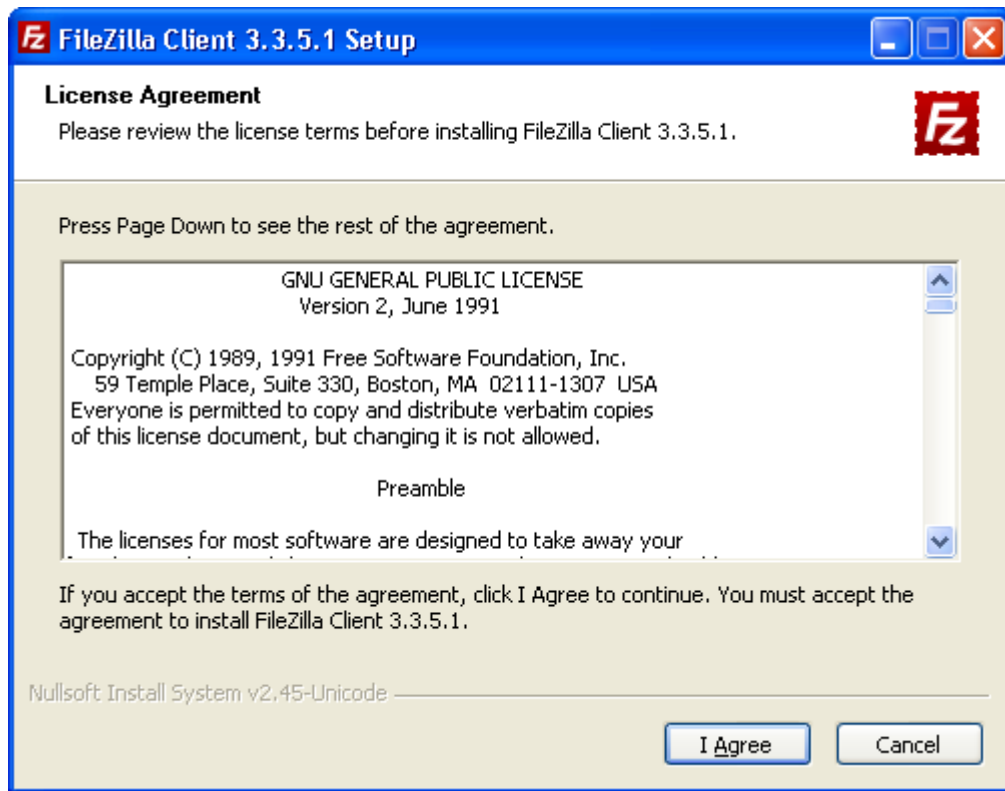 FileZilla Client 3.3.5.1 Setup
License Agreement
Please review the license terms before installing FileZilla Client 3.3.5.1.
Fz
Press Page Down to see the rest of the agreement.
GNU GENERAL PUBLIC LICENSE
Version 2, June 1991
Copyright (C) 1989, 1991 Free Software Foundation, Inc.
59 Temple Place, Suite 330, Boston, MA  02111-1307  USA
Everyone is permitted to copy and distribute verbatim copies
of this license document, but changing it is not allowed.
Preamble
The licenses for most software are designed to take away your
If you accept the terms of the agreement, click I Agree to continue. You must accept the
agreement to install FileZilla Client 3.3.5.1.
Nullsoft Install System v2.45-Unicode
I Agree
Cancel